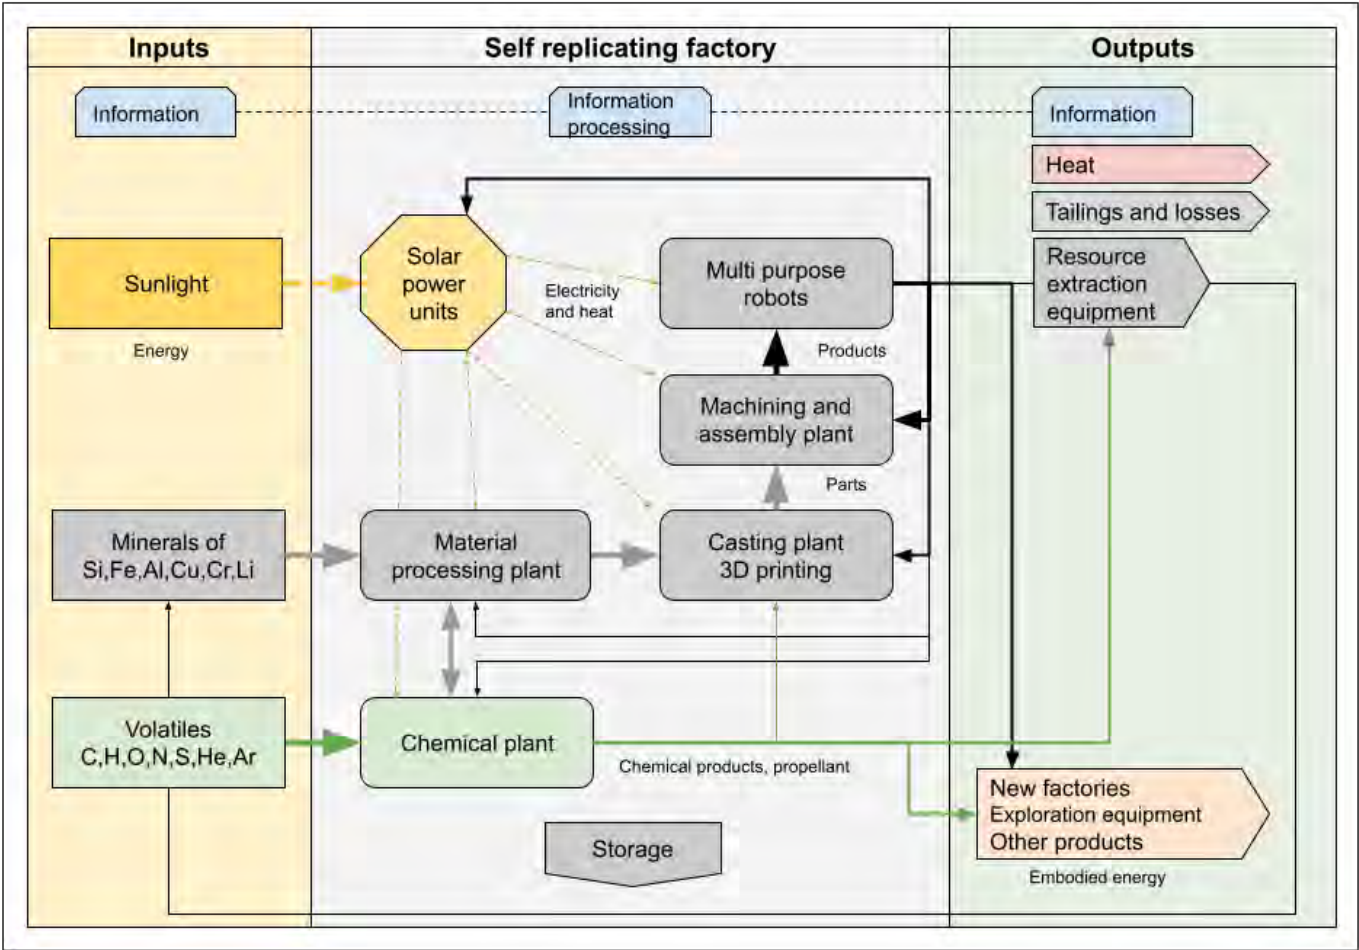 Inputs
Self replicating factory
Outputs
Information
Information
processing
Information
Heat
Tailings and losses
Sunlight
Energy
Solar
power
units
Electricity
and heat
Multi purpose
robots
Resource
extraction
equipment
Products
Machining and
assembly plant
Parts
Minerals of
Si,Fe,Al,Cu,Cr,Li
Material
processing plant
Casting plant
3D printing
Volatiles
C,H,O,N,S,He,Ar
Chemical plant
Chemical products, propellant
New factories
Exploration equipment
Other products
Embodied energy
Storage